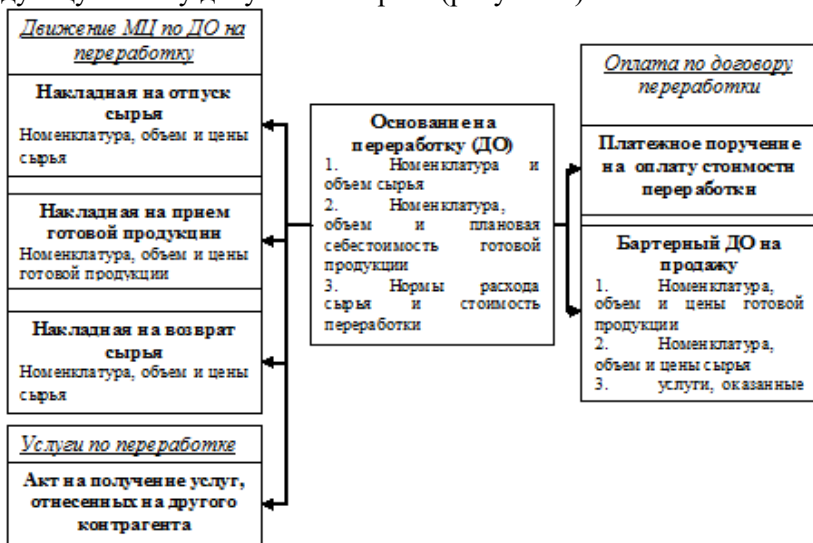 Движение МЦ по ДО на
переработку
Накладная на отпуск
сырья
Номенклатура, объем и цены
сырья
Накладная на прием
готовой продукции
Номенклатура, объем и цены
готовой продукции
Накладная на возврат
сырья
Номенклатура, объем и цены
сырья
Услуги по переработке
Акт на получение услуг,
отнесенных на другого
контрагента
Основание на
переработку (ДО)
1. Номенклатура и
объем сырья
2. Номенклатура,
объем и плановая
себестоимость готовой
продукции
3. Нормы расхода
сырья и стоимость
переработки
Оплата по договору
переработки
Платежное поручение
на оплату стоимости
переработки
Бартерный ДО на
продажу
1. Номенклатура,
объем и цены готовой
продукции
2. Номенклатура,
объем и цены сырья
3. услуги, оказанные